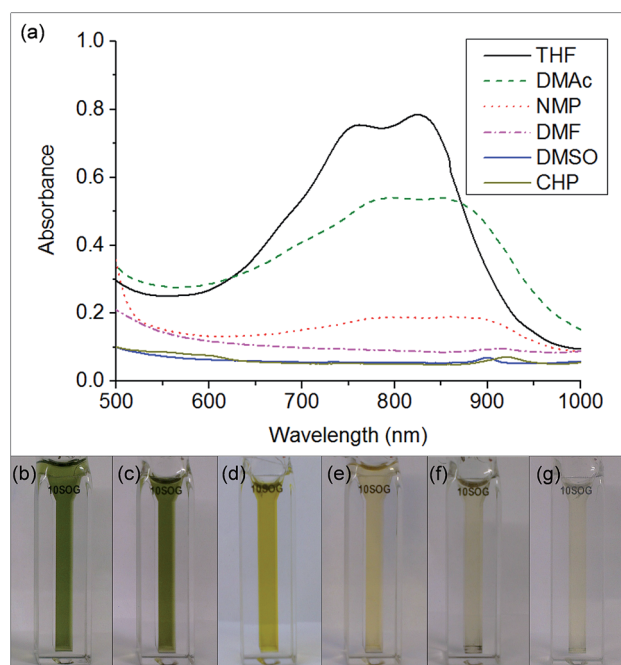 (a)
1.0
0.8
0.6
0.4
0.2
0.0
Absorbance
THF
DMAc
NMP
DMF
DMSO
CHP
500 600 700 800 900 1000
Wavelength (nm)
(b) (c) (d) (e) (f) (g)
10SOG 10SOG 10SOG 10SOG 10SOG 10SOG